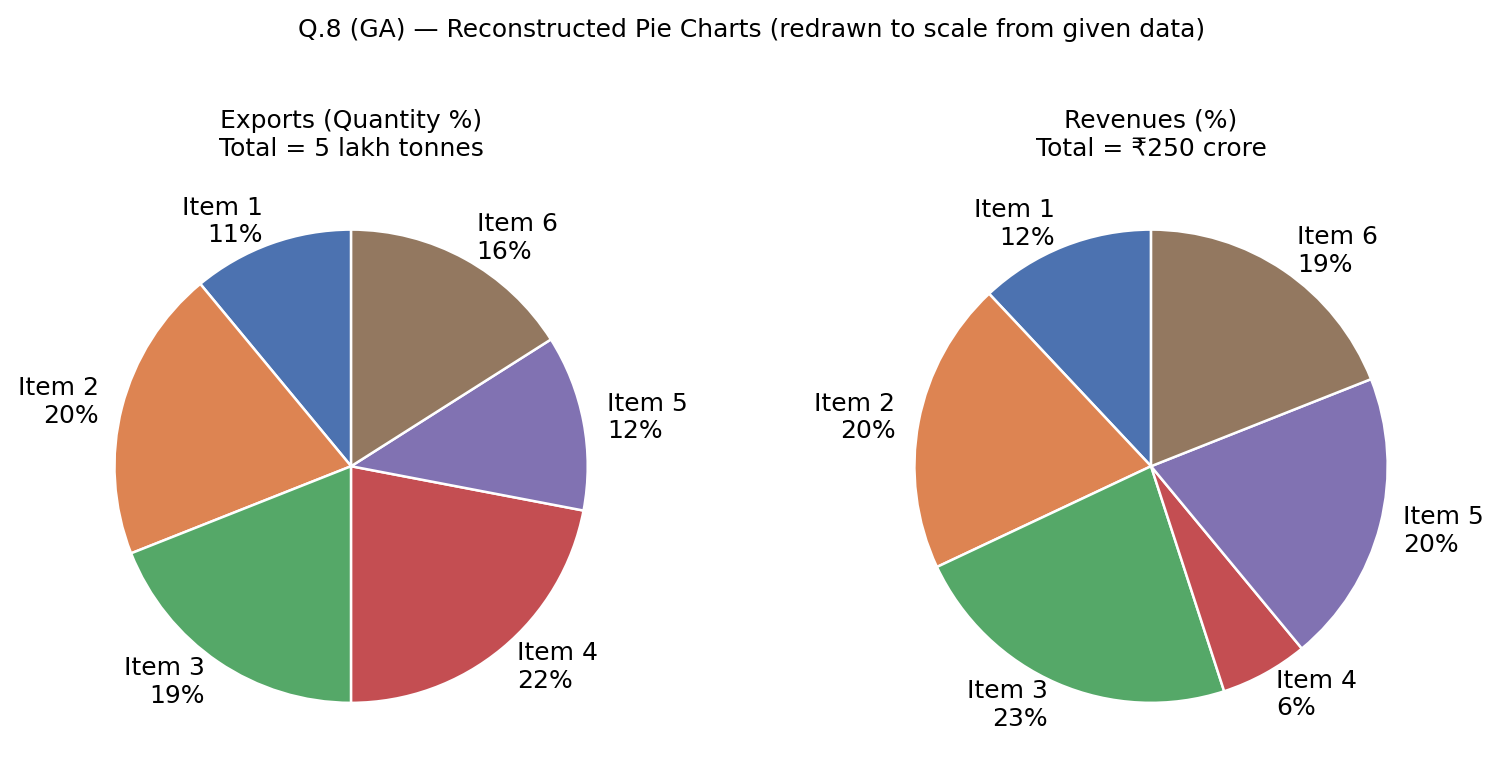 Q.8 (GA) — Reconstructed Pie Charts (redrawn to scale from given data)
Exports (Quantity %)
Total = 5 lakh tonnes
Item 1
11%
Item 6
16%
Item 2
20%
Item 5
12%
Item 3
19%
Item 4
22%
Revenues (%)
Total = ₹250 crore
Item 1
12%
Item 6
19%
Item 2
20%
Item 5
20%
Item 3
23%
Item 4
6%